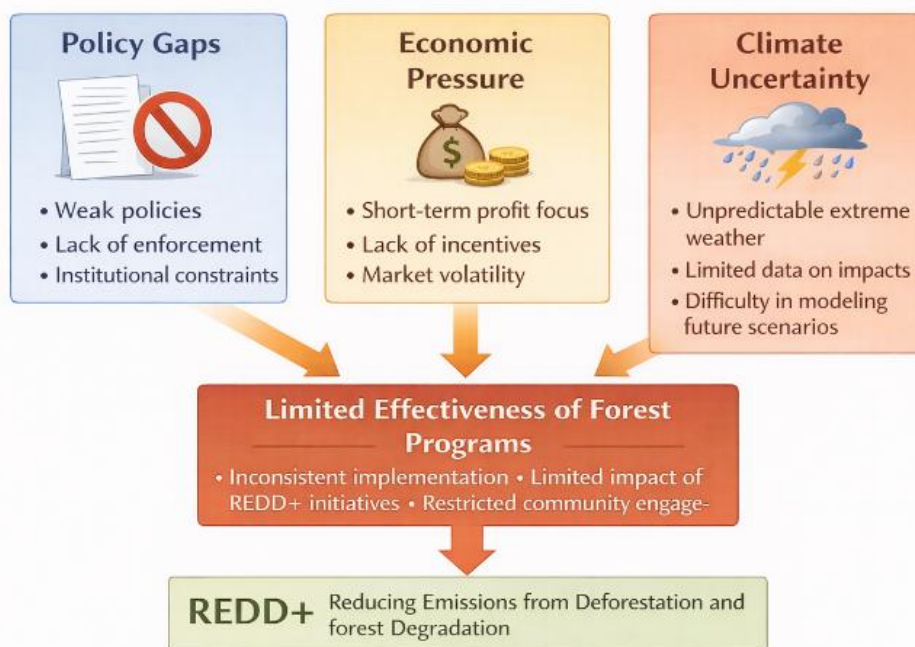 Policy Gaps
• Weak policies
• Lack of enforcement
• Institutional constraints
Economic
Pressure
$
• Short-term profit focus
• Lack of incentives
• Market volatility
Climate
Uncertainty
• Unpredictable extreme
weather
• Limited data on impacts
• Difficulty in modeling
future scenarios
Limited Effectiveness of Forest
Programs
• Inconsistent implementation • Limited impact of
REDD+ initiatives • Restricted community engage-
REDD+ Reducing Emissions from Deforestation and
forest Degradation